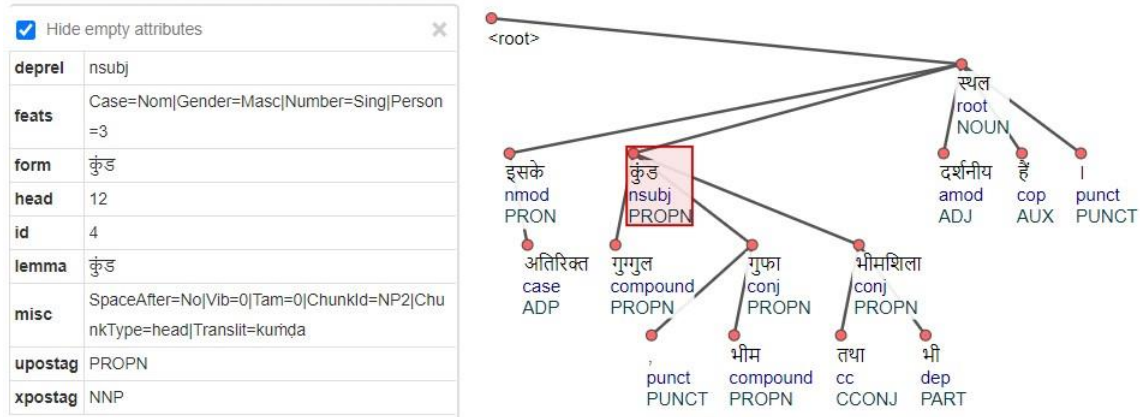 Hide empty attributes ×
deprel nsubj
feats Case=Nom|Gender=Masc|Number=Sing|Person
=3
form कुंड
head 12
id 4
lemma कुंड
misc SpaceAfter=No|Vib=0|Tam=0|ChunkId=NP2|Chu
nkType=head|Translit=kuṁḍa
upostag PROPN
xpostag NNP
<root>
स्थल
root
NOUN
इसके कुंड दर्शनीय हैं ।
nmod nsubj amod cop punct
PRON PROPN ADJ AUX PUNCT
अतिरिक्त गुग्गुल गुफा भीमशिला
case compound conj conj
ADP PROPN PROPN PROPN
, भीम तथा भी
punct compound cc dep
PUNCT PROPN CCONJ PART